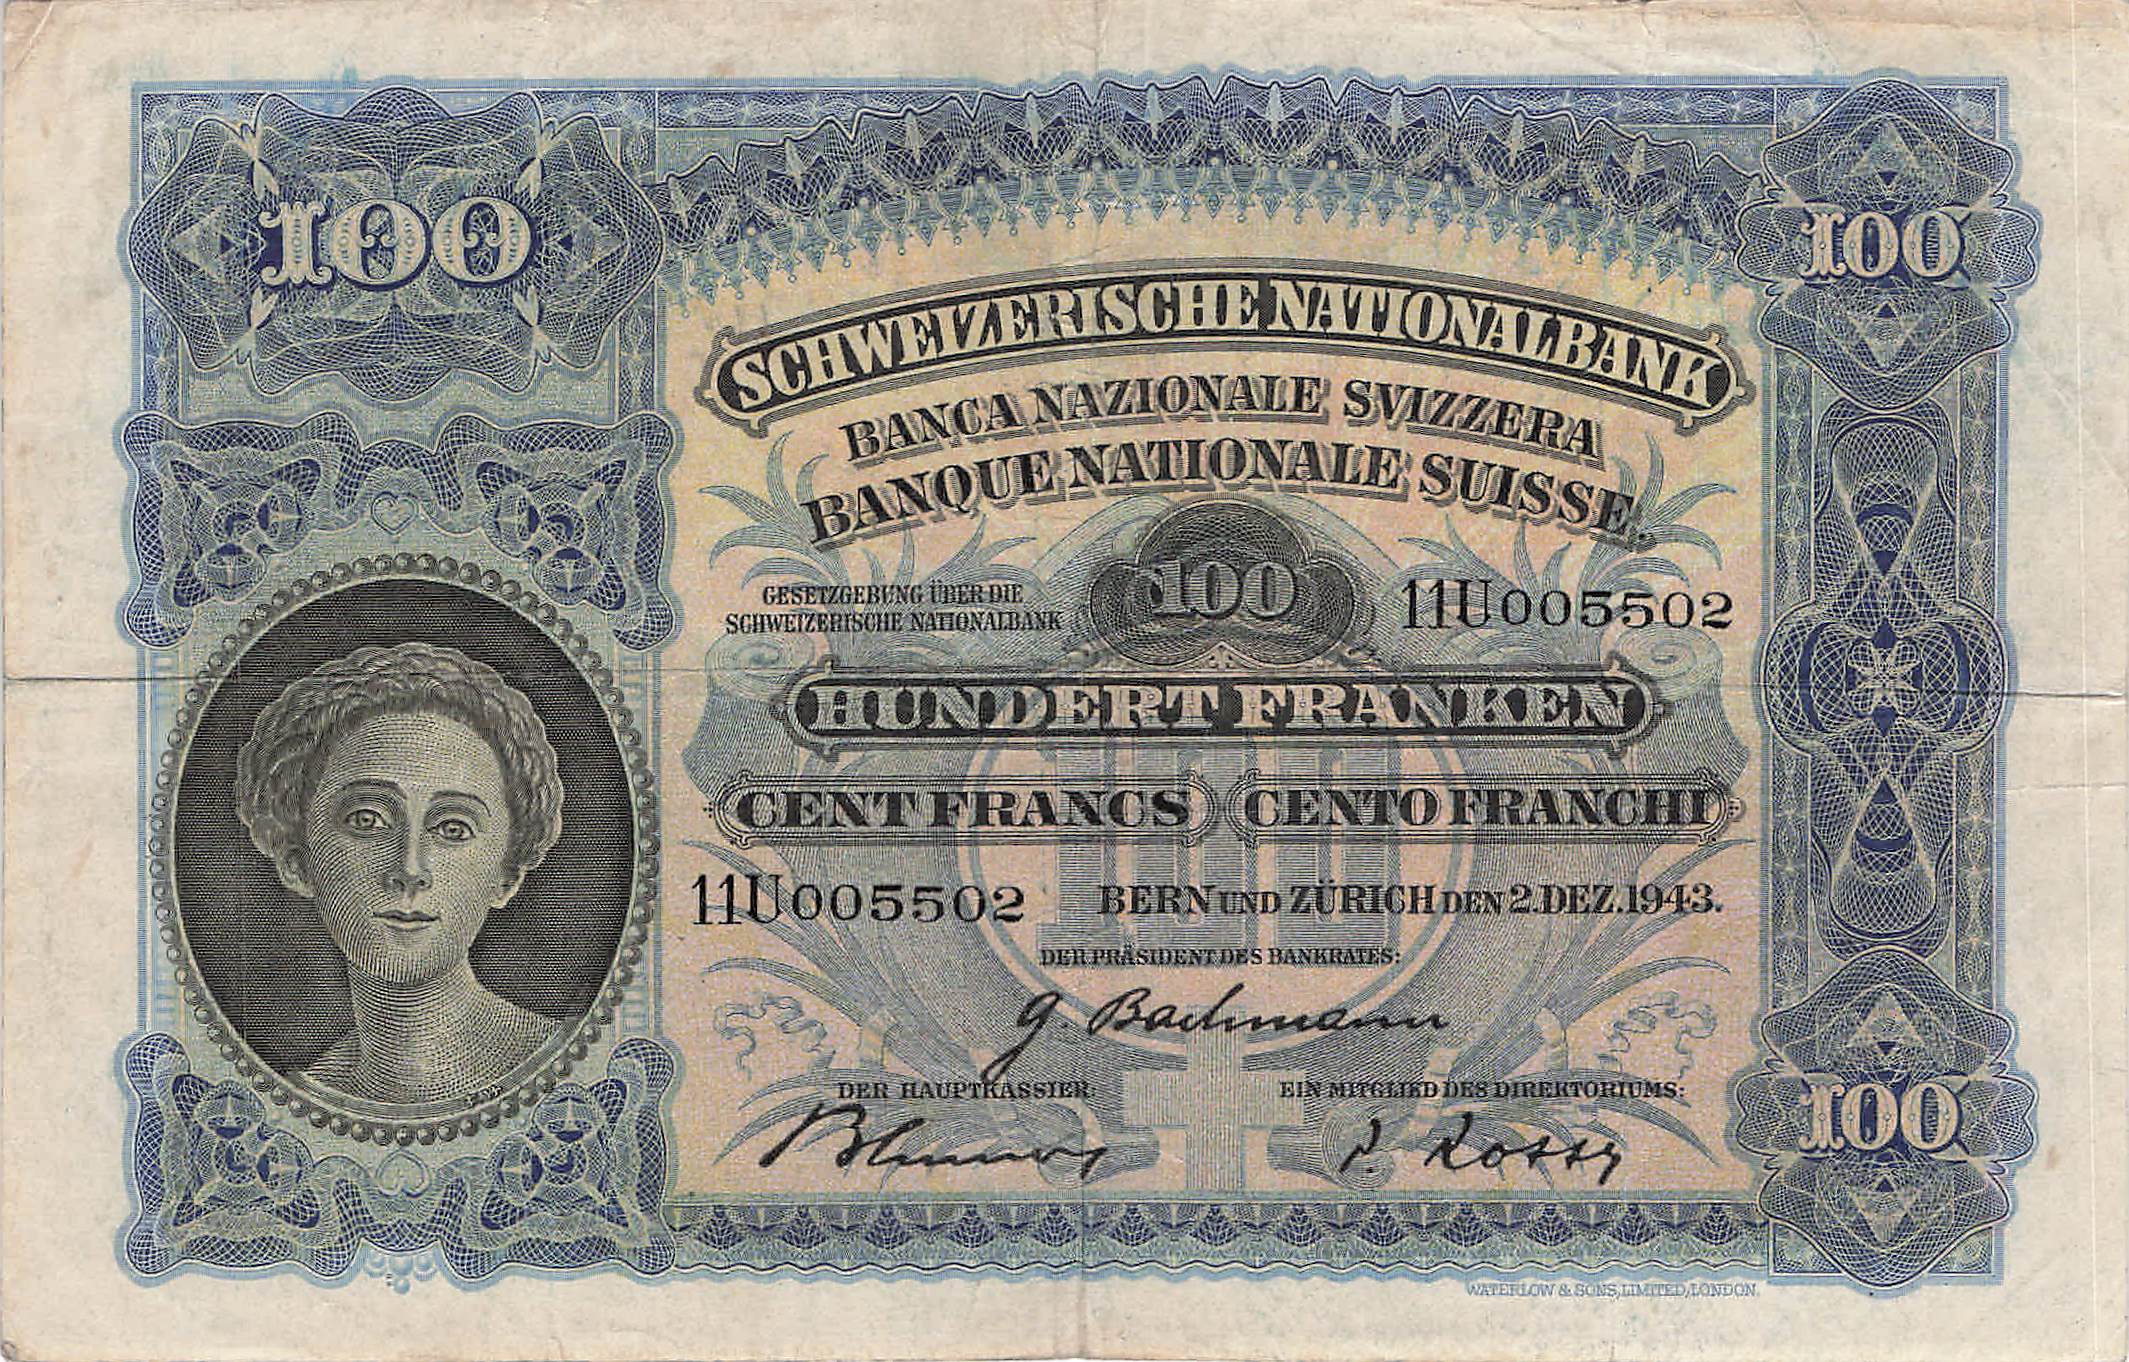 100
100
SCHWEIZERISCHE NATIONALBANK
BANCA NAZIONALE SVIZZERA
BANQUE NATIONALE SUISSE.
GESETZGEBUNG ÜBER DIE
SCHWEIZERISCHE NATIONALBANK
100
11U005502
HUNDERT FRANKEN
CENT FRANCS CENTO FRANCHI
100
11U005502
BERN UND ZÜRICH DEN 2. DEZ. 1943.
DER PRÄSIDENT DES BANKRATES:
G. Bachmann
DER HAUPTKASSIER:
EIN MITGLIED DES DIREKTORIUMS:
P. Rossy
100
WATERLOW & SONS, LIMITED, LONDON.